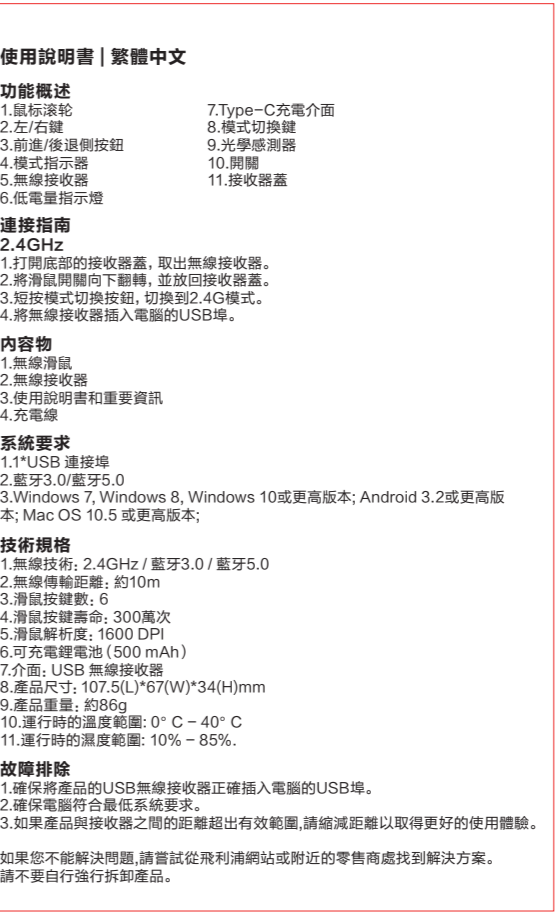 使用說明書 | 繁體中文
功能概述
1.鼠标滚轮
2.左/右鍵
3.前進/後退側按鈕
4.模式指示器
5.無線接收器
6.低電量指示燈
7.Type-C充電介面
8.模式切換鍵
9.光學感測器
10.開關
11.接收器蓋
連接指南
2.4GHz
1.打開底部的接收器蓋，取出無線接收器。
2.將滑鼠開關向下翻轉，並放回接收器蓋。
3.短按模式切換按鈕，切換到2.4G模式。
4.將無線接收器插入電腦的USB埠。
內容物
1.無線滑鼠
2.無線接收器
3.使用說明書和重要資訊
4.充電線
系統要求
1.1*USB 連接埠
2.藍牙3.0/藍牙5.0
3.Windows 7, Windows 8, Windows 10或更高版本; Android 3.2或更高版
本; Mac OS 10.5 或更高版本;
技術規格
1.無線技術：2.4GHz / 藍牙3.0 / 藍牙5.0
2.無線傳輸距離：約10m
3.滑鼠按鍵數：6
4.滑鼠按鍵壽命：300萬次
5.滑鼠解析度：1600 DPI
6.可充電鋰電池（500 mAh）
7.介面：USB 無線接收器
8.產品尺寸：107.5(L)*67(W)*34(H)mm
9.產品重量：約86g
10.運行時的溫度範圍: 0° C – 40° C
11.運行時的濕度範圍: 10% – 85%.
故障排除
1.確保將產品的USB無線接收器正確插入電腦的USB埠。
2.確保電腦符合最低系統要求。
3.如果產品與接收器之間的距離超出有效範圍,請縮減距離以取得更好的使用體驗。
如果您不能解決問題,請嘗試從飛利浦網站或附近的零售商處找到解決方案。
請不要自行強行拆卸產品。